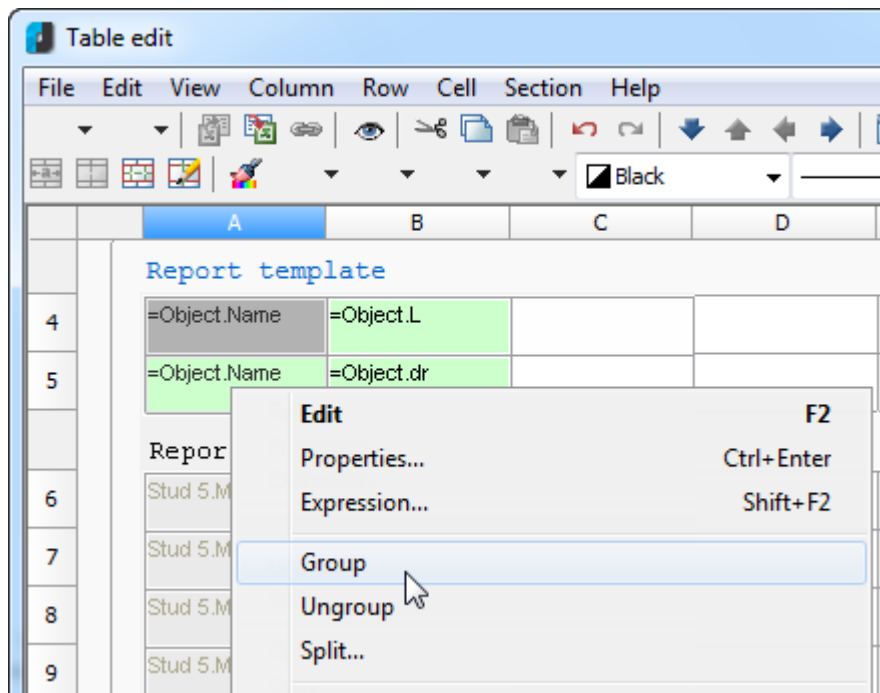 Table edit
File Edit View Column Row Cell Section Help
Black
A B C D
Report template
4 =Object.Name =Object.L
5 =Object.Name =Object.dr
Edit F2
Repor Properties... Ctrl+Enter
6 Stud 5.M Expression... Shift+F2
7 Stud 5.M Group
8 Stud 5.M Ungroup
Split...
9 Stud 5.M